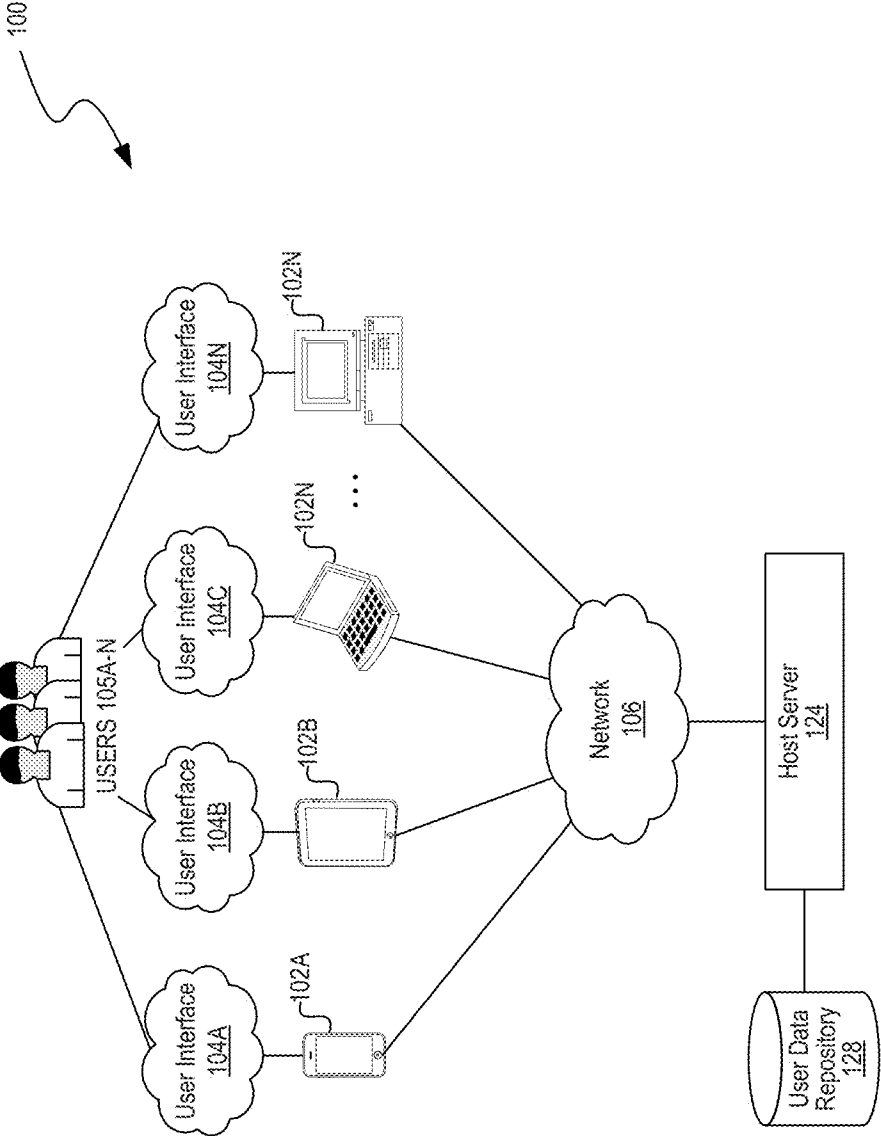 100
USERS 105A-N
User Interface
104A
User Interface
104B
User Interface
104C
User Interface
104N
102A
102B
102N
102N
...
Network
106
Host Server
124
User Data
Repository
128